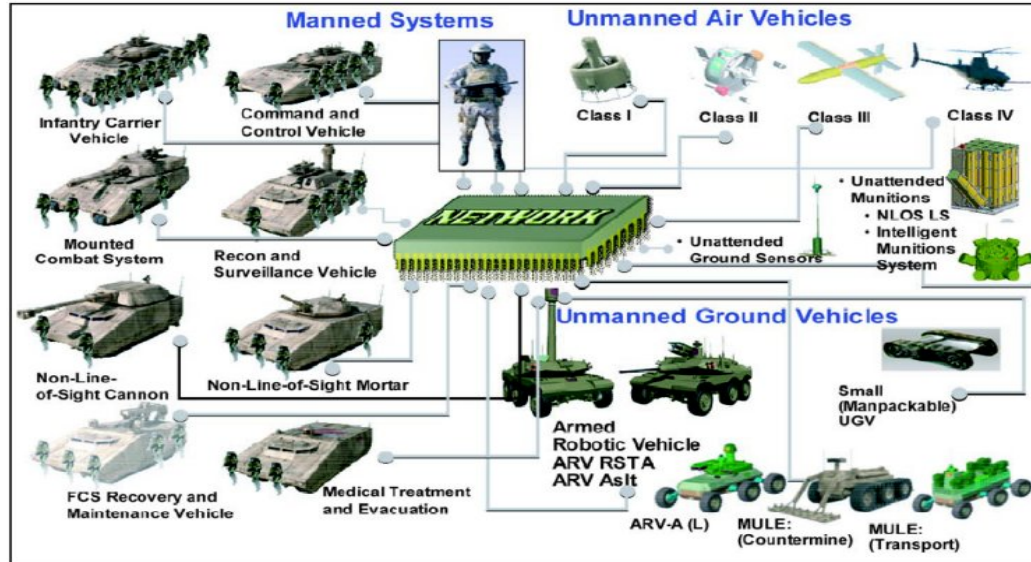 Manned Systems
Unmanned Air Vehicles
Infantry Carrier
Vehicle
Command and
Control Vehicle
Class I
Class II
Class III
Class IV
Mounted
Combat System
Recon and
Surveillance Vehicle
NETWORK
• Unattended
Ground Sensors
• Unattended
Munitions
• NLOS LS
• Intelligent
Munitions
System
Non-Line-
of-Sight Cannon
Non-Line-of-Sight Mortar
FCS Recovery and
Maintenance Vehicle
Medical Treatment
and Evacuation
Unmanned Ground Vehicles
Armed
Robotic Vehicle
ARV RSTA
ARV Aslt
Small
(Manpackable)
UGV
ARV-A (L)
MULE:
(Countermine)
MULE:
(Transport)